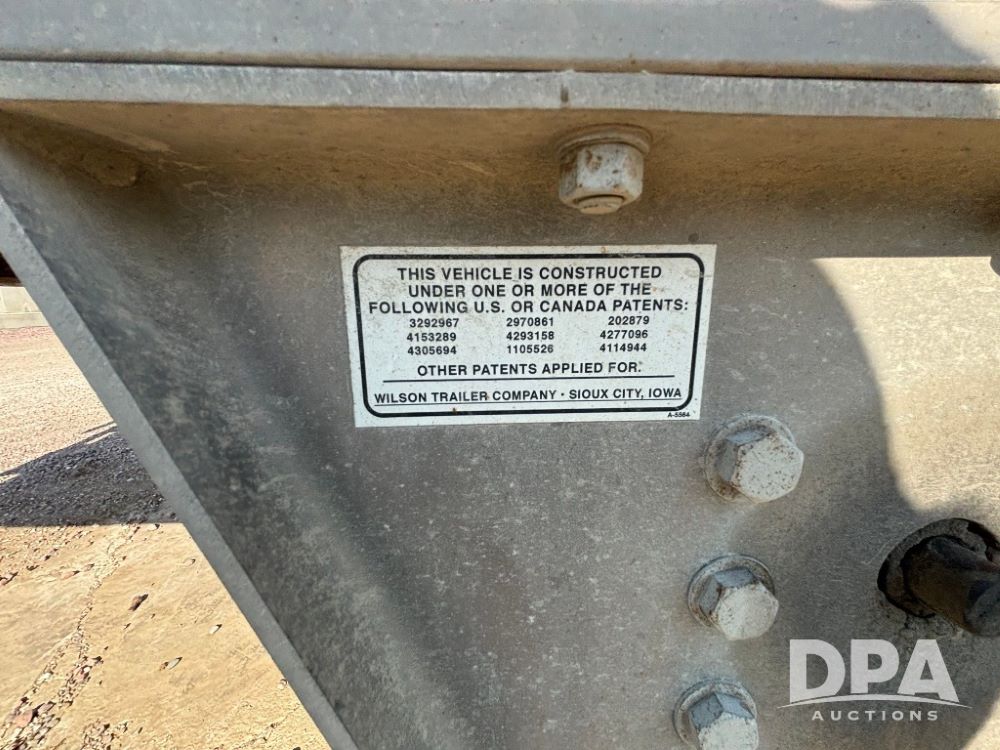 THIS VEHICLE IS CONSTRUCTED
UNDER ONE OR MORE OF THE
FOLLOWING U.S. OR CANADA PATENTS:
3292967 2970861 202879
4153289 4293158 4277096
4305694 1105526 4114944
OTHER PATENTS APPLIED FOR.
WILSON TRAILER COMPANY · SIOUX CITY, IOWA
A-5564
DPA
AUCTIONS